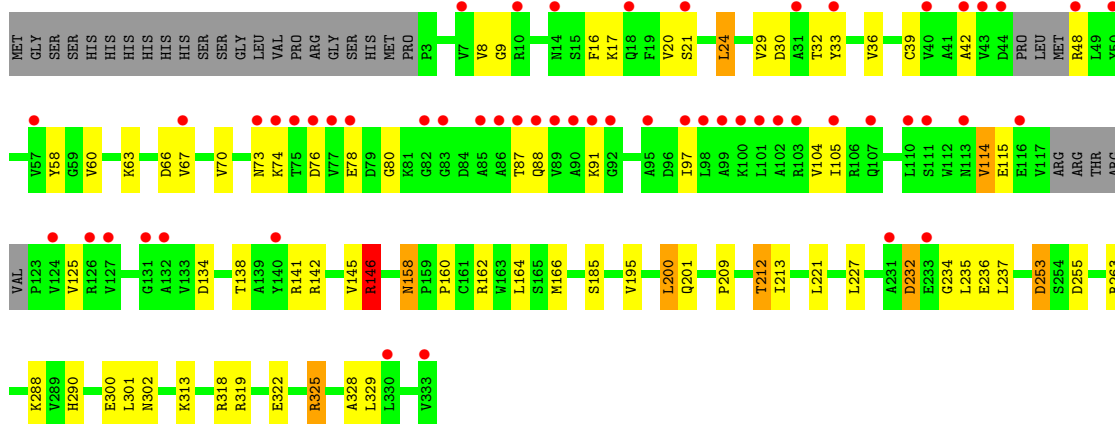 MET GLY SER SER HIS HIS HIS HIS HIS HIS SER SER GLY LEU VAL PRO ARG GLY SER HIS MET PRO P3 V7 V8 G9 R10 N14 S15 F16 K17 Q18 F19 V20 S21 L24 V29 D30 A31 T32 Y33 V36 C39 V40 A41 A42 V43 D44 PRO LEU MET R48 L49 Y50
V57 Y58 G59 V60 K63 D66 V67 V70 N73 K74 T75 D76 V77 E78 D79 G80 K81 G82 G83 D84 A85 A86 T87 Q88 V89 A90 K91 G92 A95 D96 I97 L98 A99 K100 L101 A102 R103 V104 I105 R106 Q107 L110 S111 W112 N113 V114 E115 E116 V117 ARG ARG THR ARG
VAL P123 V124 V125 R126 V127 G131 A132 V133 D134 T138 A139 Y140 R141 R142 V145 R146 N158 P159 P160 C161 R162 W163 L164 S165 M166 S185 V195 L200 Q201 P209 T212 I213 L221 L227 A231 D232 E233 G234 L235 E236 L237 D253 S254 D255
K288 V289 H290 E300 L301 N302 K313 R318 R319 E322 R325 A328 L329 L330 V333